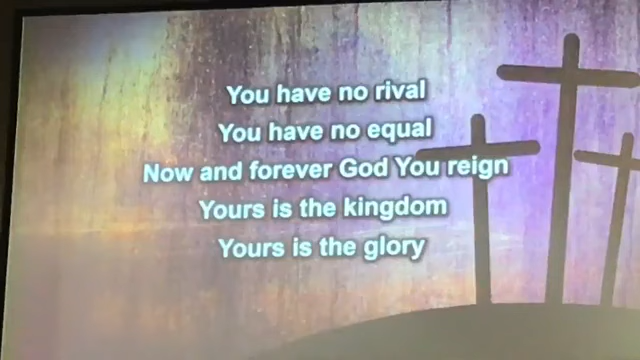 You have no rival
You have no equal
Now and forever God You reign
Yours is the kingdom
Yours is the glory